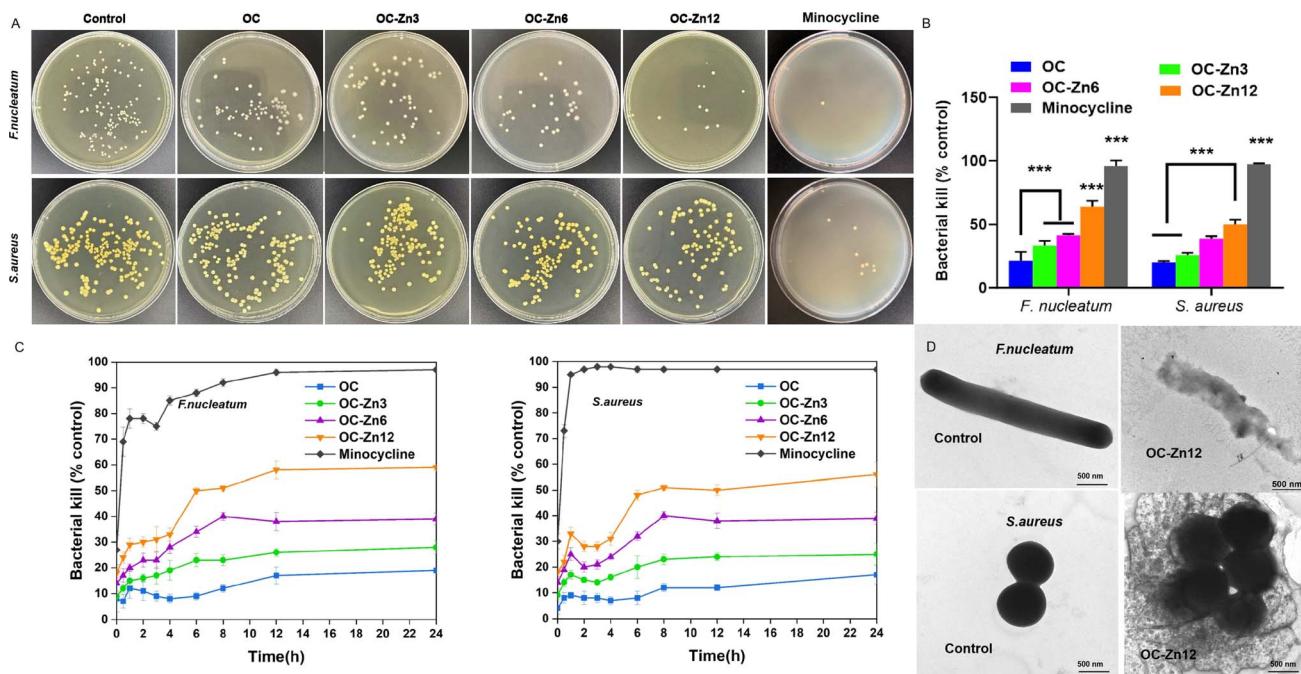 A
Control
OC
OC-Zn3
OC-Zn6
OC-Zn12
Minocycline
F.nucleatum
S.aureus
B
OC
OC-Zn3
OC-Zn6
OC-Zn12
Minocycline
Bacterial kill (% control)
150
100
50
0
***
***
***
***
***
F. nucleatum
S. aureus
C
Bacterial kill (% control)
100
90
80
70
60
50
40
30
20
10
0
F.nucleatum
OC
OC-Zn3
OC-Zn6
OC-Zn12
Minocycline
0 2 4 6 8 10 12 14 16 18 20 22 24
Time(h)
Bacterial kill (% control)
100
90
80
70
60
50
40
30
20
10
0
S.aureus
OC
OC-Zn3
OC-Zn6
OC-Zn12
Minocycline
0 2 4 6 8 10 12 14 16 18 20 22 24
Time(h)
D
F.nucleatum
Control
500 nm
OC-Zn12
500 nm
S.aureus
Control
500 nm
OC-Zn12
500 nm